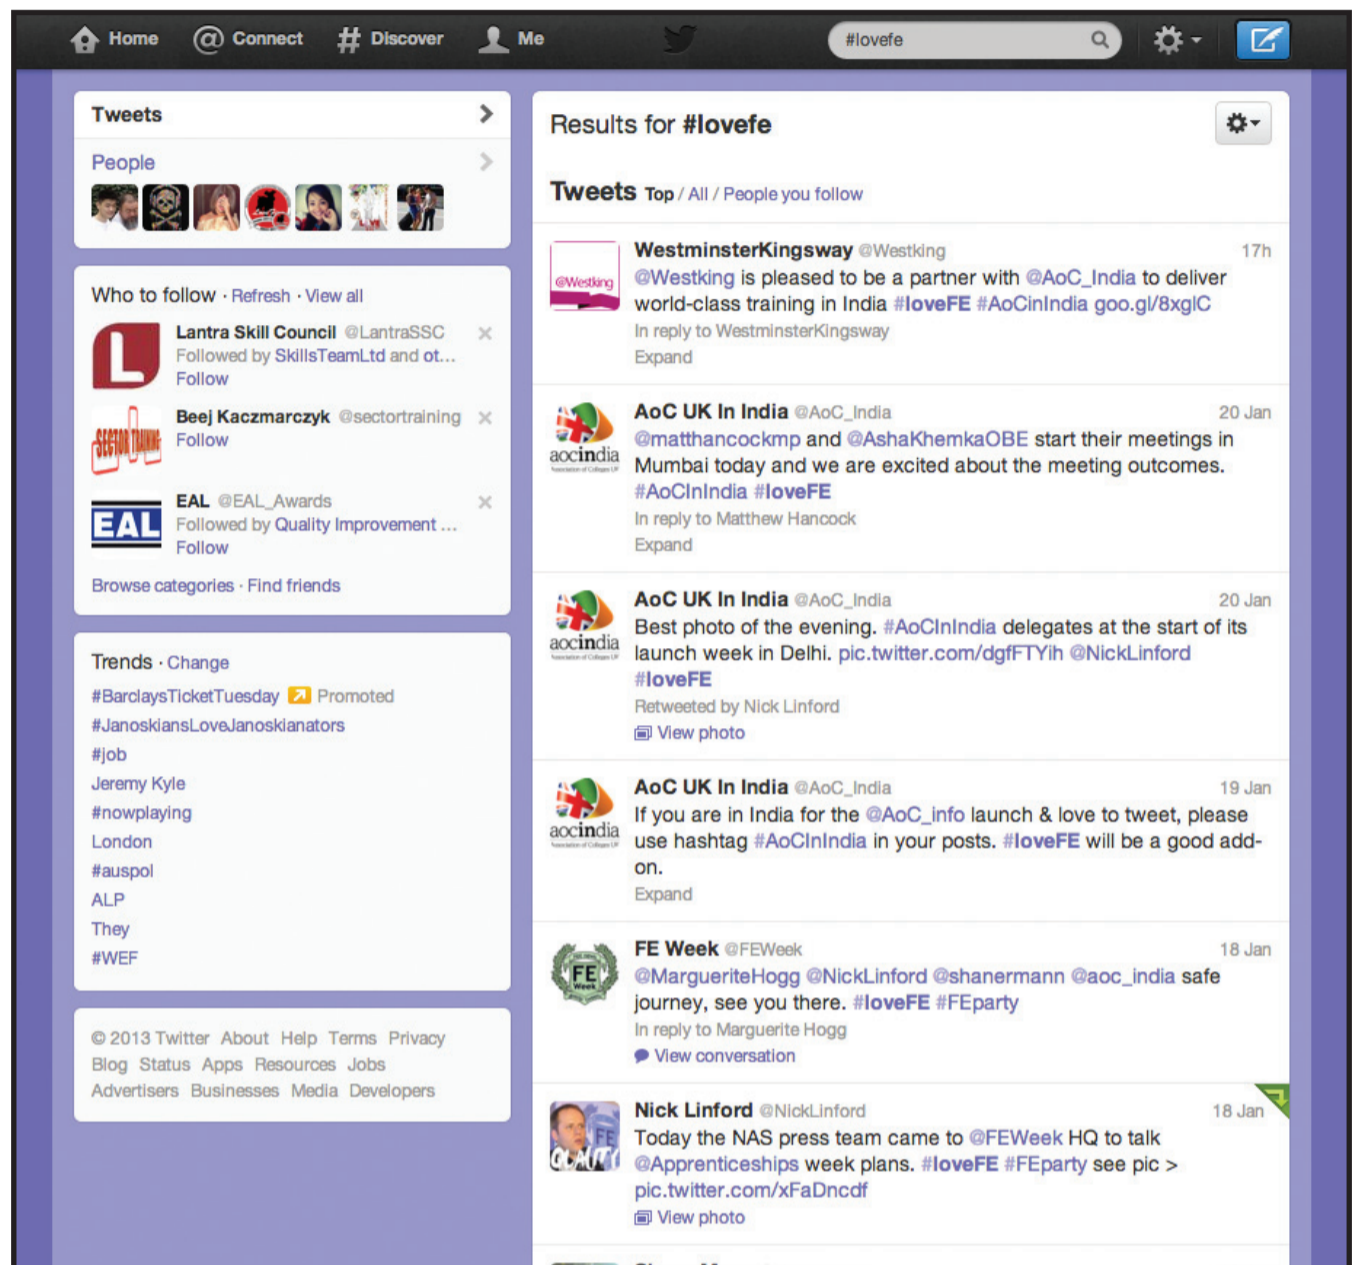 Home Connect Discover Me #lovefe
Tweets
People
Who to follow · Refresh · View all
Lantra Skill Council @LantraSSC
Followed by SkillsTeamLtd and ot...
Follow
SECTOR TRAINING
Beej Kaczmarczyk @sectortraining
Follow
EAL
EAL @EAL_Awards
Followed by Quality Improvement ...
Follow
Browse categories · Find friends
Trends · Change
#BarclaysTicketTuesday Promoted
#JanoskiansLoveJanoskianators
#job
Jeremy Kyle
#nowplaying
London
#auspol
ALP
They
#WEF
© 2013 Twitter About Help Terms Privacy
Blog Status Apps Resources Jobs
Advertisers Businesses Media Developers
Results for #lovefe
Tweets Top / All / People you follow
@Westking
WestminsterKingsway @Westking 17h
@Westking is pleased to be a partner with @AoC_India to deliver
world-class training in India #loveFE #AoCinIndia goo.gl/8xglC
In reply to WestminsterKingsway
Expand
aocindia
AoC UK In India @AoC_India 20 Jan
@matthancockmp and @AshaKhemkaOBE start their meetings in
Mumbai today and we are excited about the meeting outcomes.
#AoCInIndia #loveFE
In reply to Matthew Hancock
Expand
aocindia
AoC UK In India @AoC_India 20 Jan
Best photo of the evening. #AoCInIndia delegates at the start of its
launch week in Delhi. pic.twitter.com/dgfFTYih @NickLinford
#loveFE
Retweeted by Nick Linford
View photo
aocindia
AoC UK In India @AoC_India 19 Jan
If you are in India for the @AoC_info launch & love to tweet, please
use hashtag #AoCInIndia in your posts. #loveFE will be a good add-
on.
Expand
FE
Week
FE Week @FEWeek 18 Jan
@MargueriteHogg @NickLinford @shanermann @aoc_india safe
journey, see you there. #loveFE #FEparty
In reply to Marguerite Hogg
View conversation
Nick Linford @NickLinford 18 Jan
Today the NAS press team came to @FEWeek HQ to talk
@Apprenticeships week plans. #loveFE #FEparty see pic >
pic.twitter.com/xFaDncdf
View photo